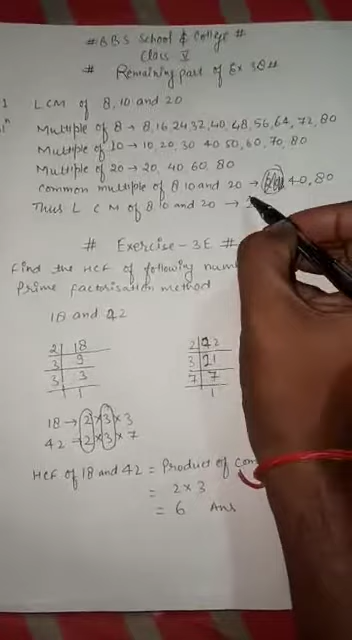 # BBS School & College #
Class V
# Remaining part of Ex 3D #
1 LCM of 8, 10 and 20
Multiple of 8 → 8, 16 24 32, 40, 48, 56, 64, 72, 80
Multiple of 10 → 10, 20, 30 40 50, 60, 70, 80
Multiple of 20 → 20, 40 60, 80
Common multiple of 8 10 and 20 → 40, 80
Thus L C M of 8 10 and 20 →
# Exercise - 3E #
Find the HCF of following num
Prime factorisation method
18 and 42
2 18 2 42
3 9 3 21
3 3 7 7
1 1
18 → 2 × 3 × 3
42 → 2 × 3 × 7
HCF of 18 and 42 = Product of com
= 2 × 3
= 6 Ans